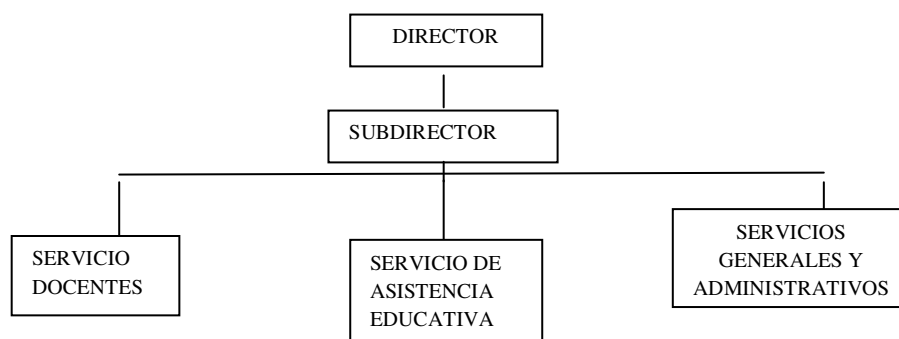 DIRECTOR
SUBDIRECTOR
SERVICIO
DOCENTES
SERVICIO DE
ASISTENCIA
EDUCATIVA
SERVICIOS
GENERALES Y
ADMINISTRATIVOS